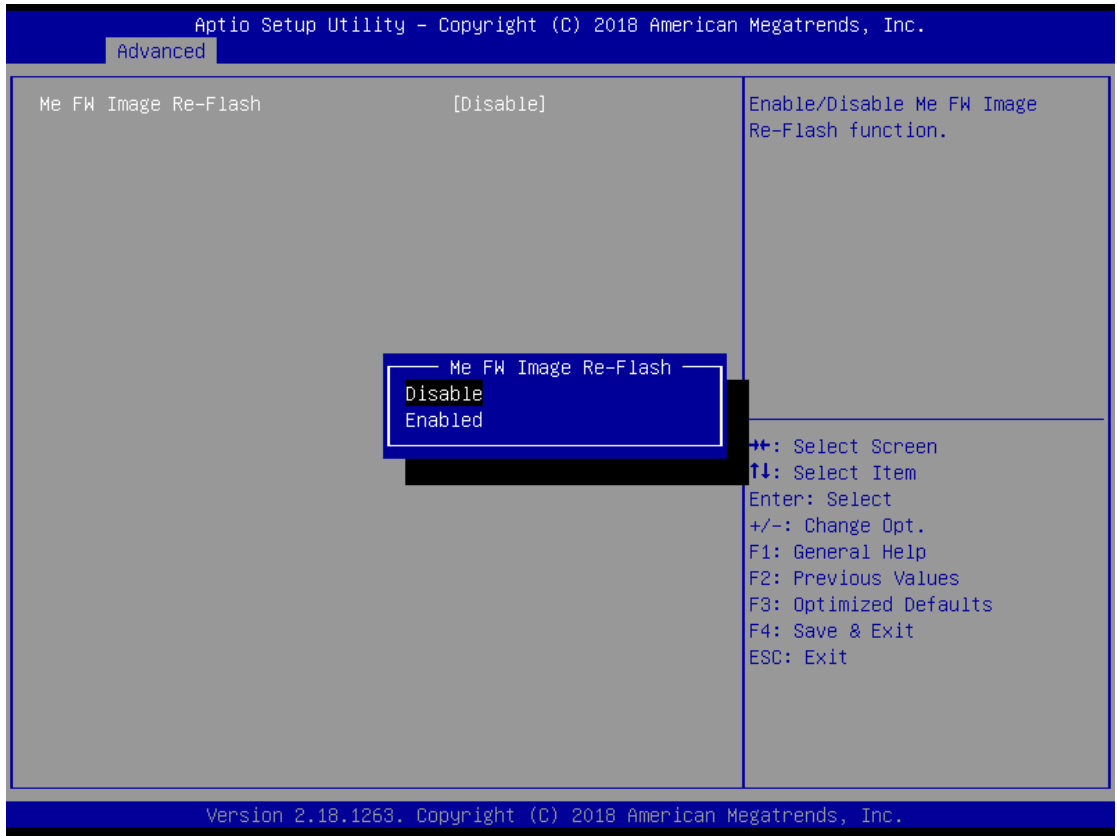 Aptio Setup Utility – Copyright (C) 2018 American Megatrends, Inc.
Advanced
Me FW Image Re-Flash [Disable]
Enable/Disable Me FW Image
Re-Flash function.
Me FW Image Re-Flash
Disable
Enabled
→←: Select Screen
↑↓: Select Item
Enter: Select
+/-: Change Opt.
F1: General Help
F2: Previous Values
F3: Optimized Defaults
F4: Save & Exit
ESC: Exit
Version 2.18.1263. Copyright (C) 2018 American Megatrends, Inc.